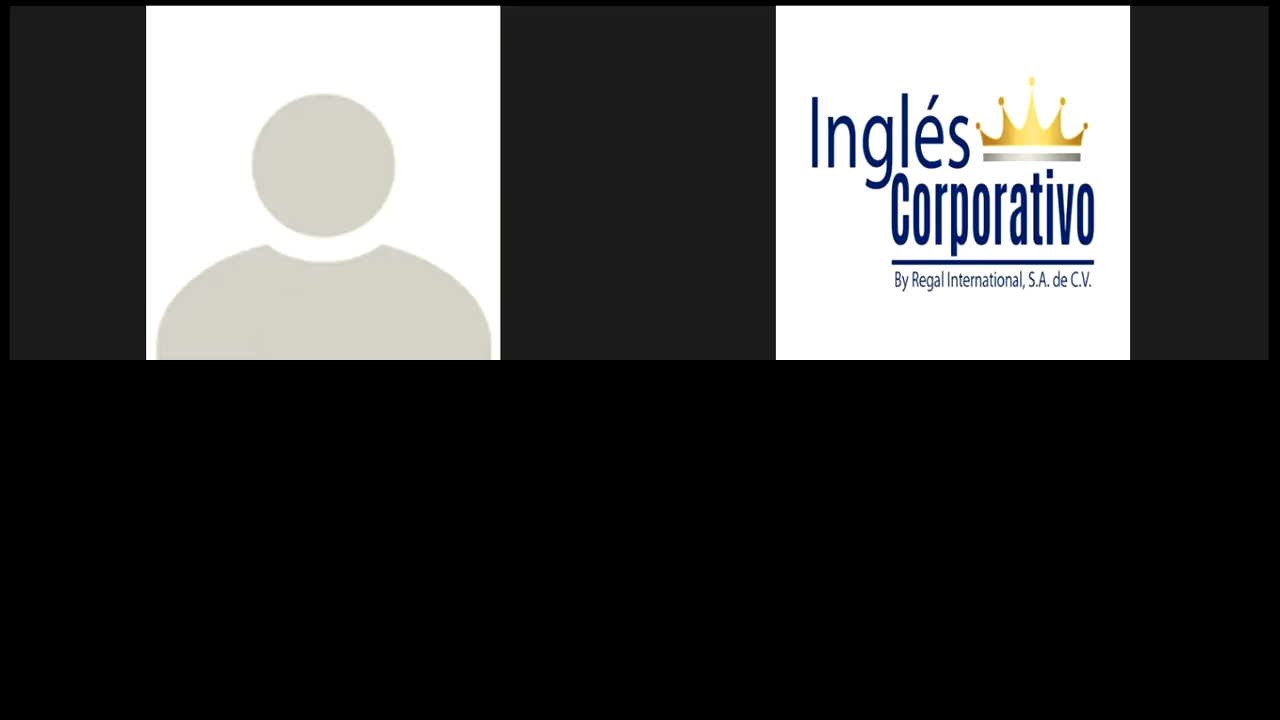 Inglés
Corporativo
By Regal International, S.A. de C.V.